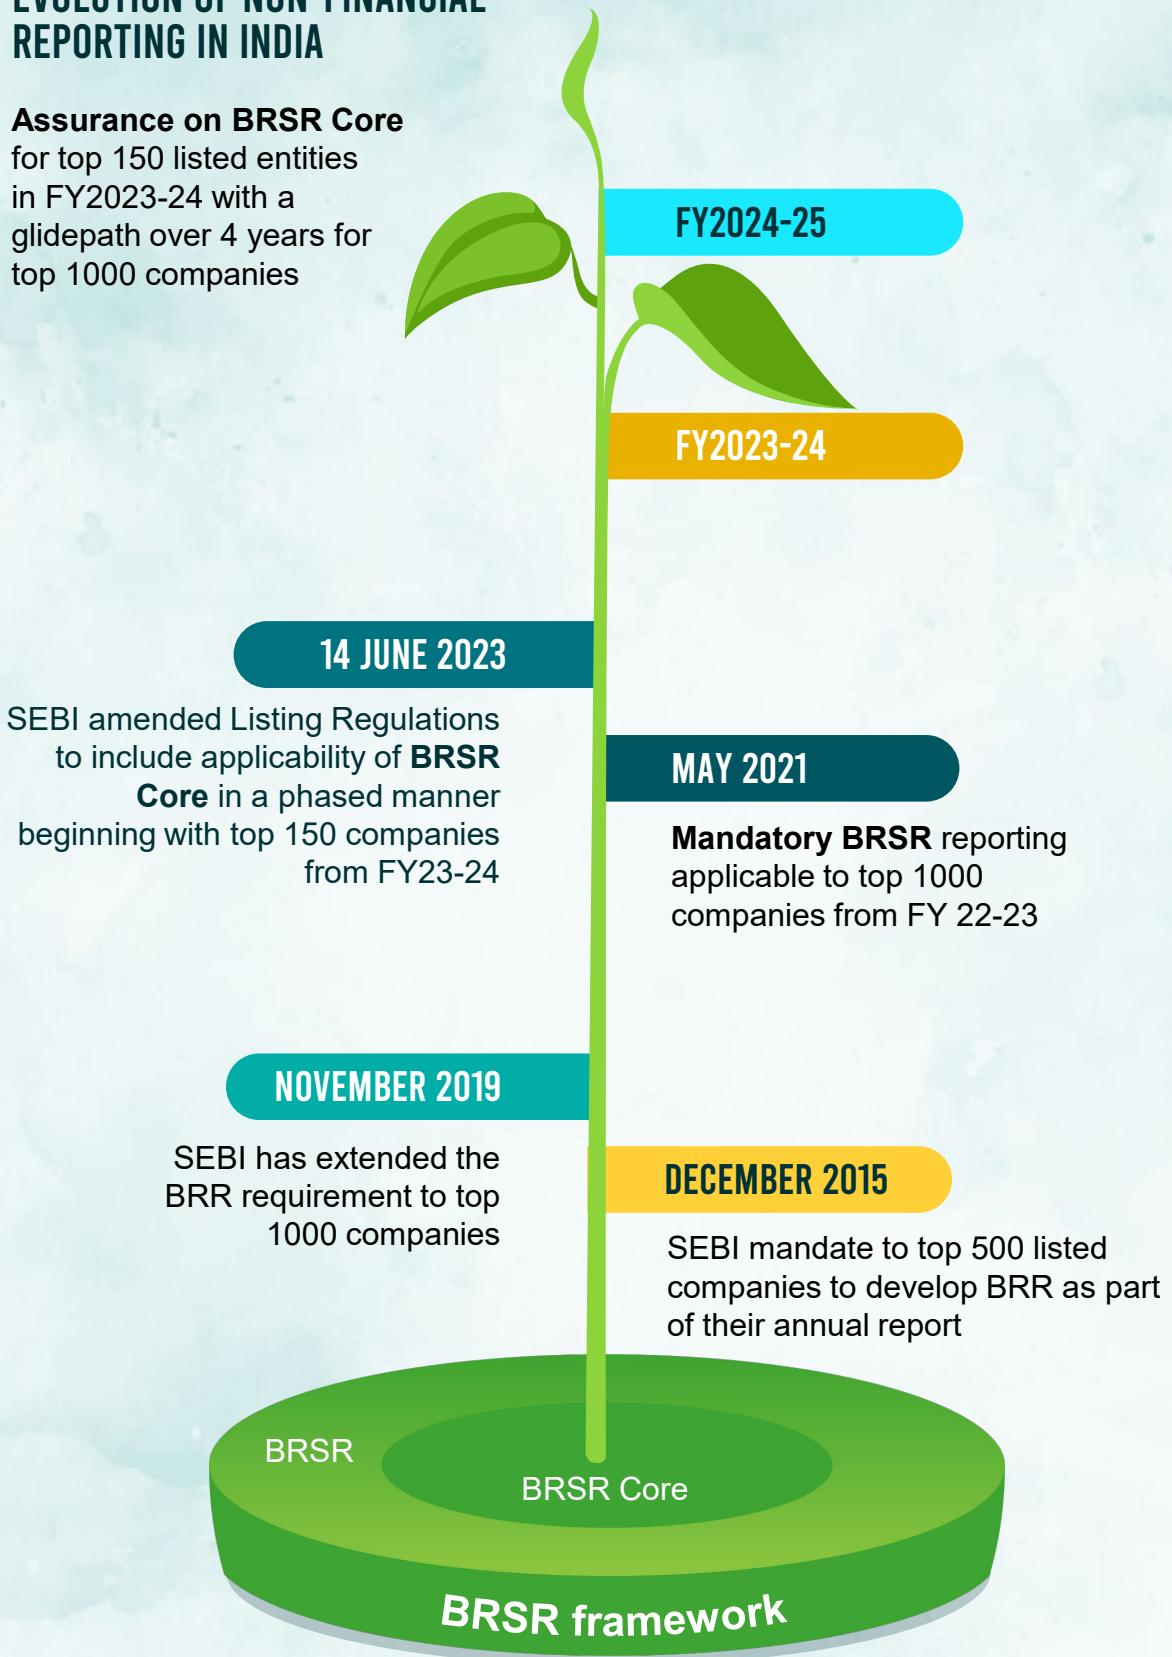 EVOLUTION OF NON-FINANCIAL
REPORTING IN INDIA
Assurance on BRSR Core
for top 150 listed entities
in FY2023-24 with a
glidepath over 4 years for
top 1000 companies
FY2024-25
FY2023-24
14 JUNE 2023
SEBI amended Listing Regulations
to include applicability of BRSR
Core in a phased manner
beginning with top 150 companies
from FY23-24
MAY 2021
Mandatory BRSR reporting
applicable to top 1000
companies from FY 22-23
NOVEMBER 2019
SEBI has extended the
BRR requirement to top
1000 companies
DECEMBER 2015
SEBI mandate to top 500 listed
companies to develop BRR as part
of their annual report
BRSR
BRSR Core
BRSR framework